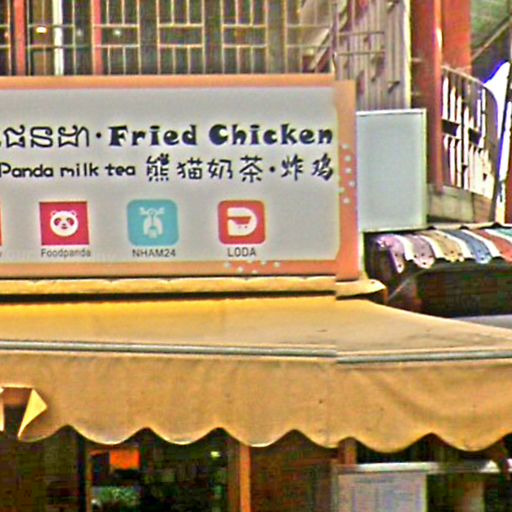 · Fried Chicken
Panda milk tea 熊猫奶茶·炸鸡
Foodpanda NHAM24 LODA